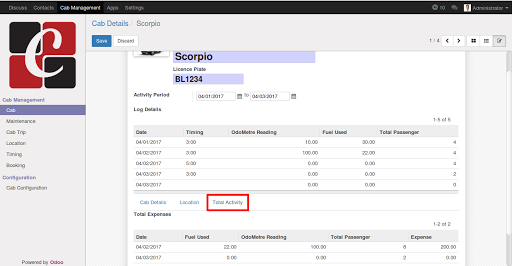 Discuss Contacts Cab Management Apps Settings
Administrator
Cab Details / Scorpio
Save Discard
1 / 4
Scorpio
Licence Plate
BL1234
Activity Period 04/01/2017 to 04/03/2017
Log Details
1-5 of 5
Date Timing OdoMetre Reading Fuel Used Total Passenger
04/01/2017 3:00 10.00 30.00 4
04/02/2017 3:00 100.00 22.00 4
04/02/2017 5:00 0.00 0.00 4
04/03/2017 3:00 0.00 0.00 2
04/03/2017 0.00 0.00 0
Cab Details Location Total Activity
Total Expenses
1-2 of 2
Date Fuel Used OdoMetre Reading Total Passenger Expense
04/02/2017 22.00 100.00 8 200.00
04/03/2017 0.00 0.00 2 0.00
C
Cab Management
Cab
Maintenance
Cab Trip
Location
Timing
Booking
Configuration
Cab Configuration
Powered by Odoo